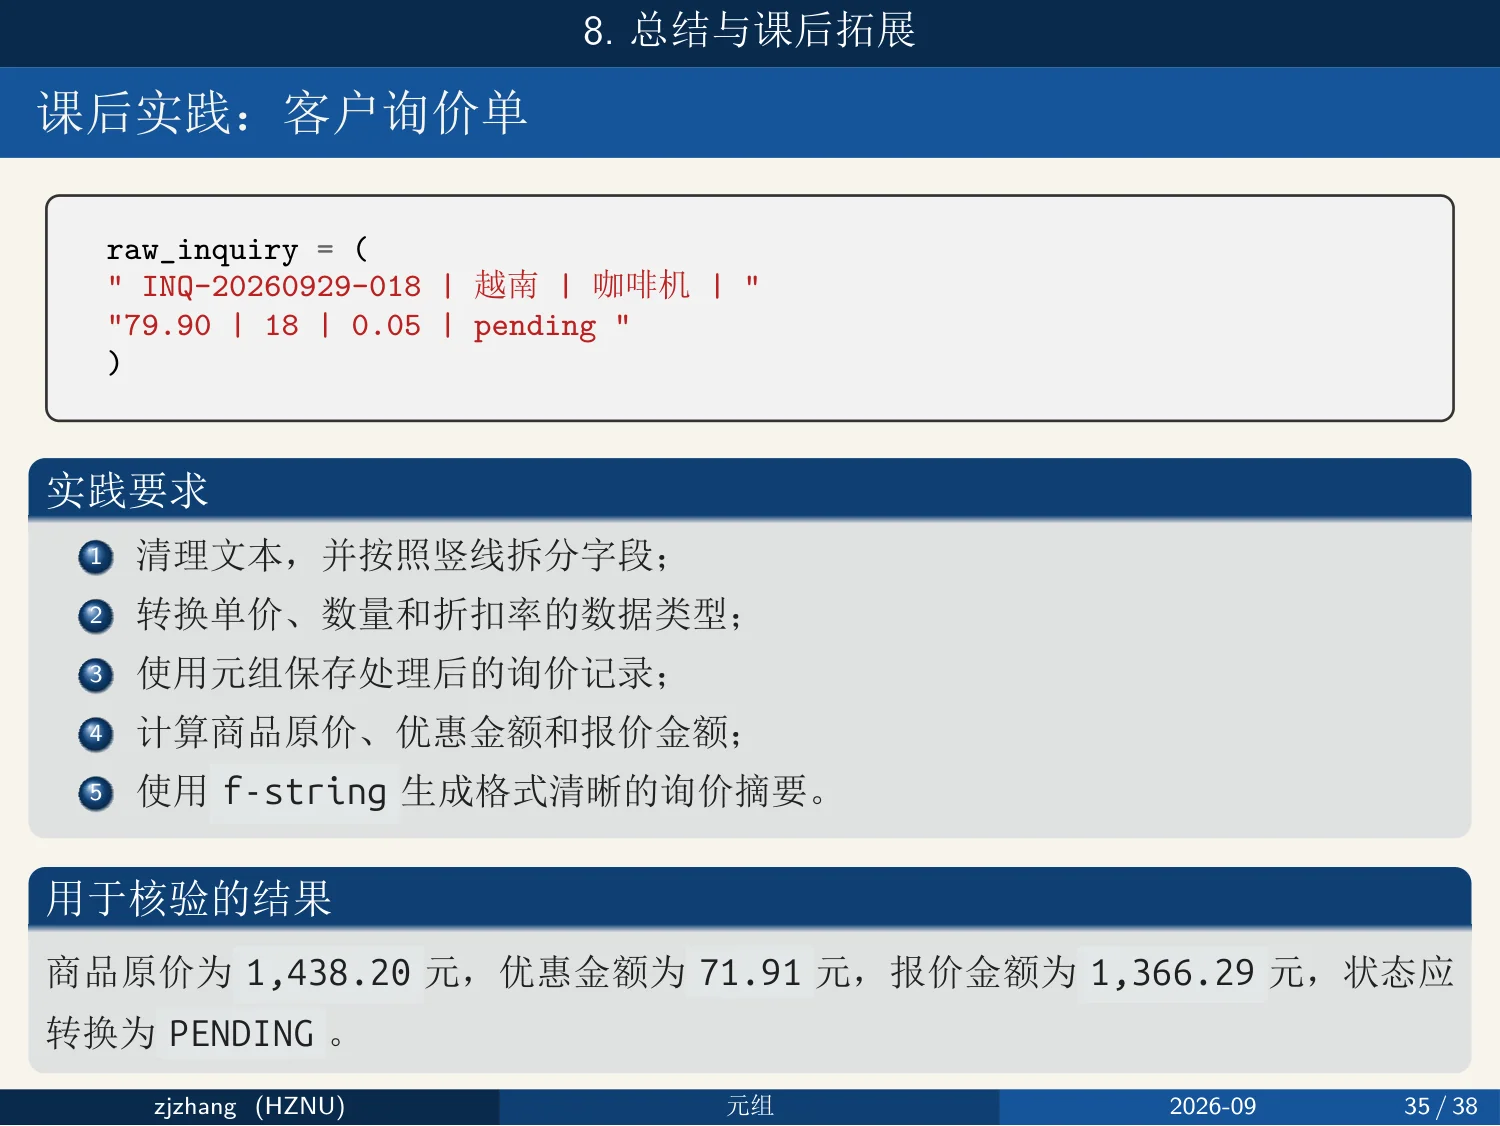 8. 总结与课后拓展
课后实践：客户询价单
raw_inquiry = (
" INQ-20260929-018 | 越南 | 咖啡机 | "
"79.90 | 18 | 0.05 | pending "
)
实践要求
1 清理文本，并按照竖线拆分字段；
2 转换单价、数量和折扣率的数据类型；
3 使用元组保存处理后的询价记录；
4 计算商品原价、优惠金额和报价金额；
5 使用 f-string 生成格式清晰的询价摘要。
用于核验的结果
商品原价为 1,438.20 元，优惠金额为 71.91 元，报价金额为 1,366.29 元，状态应
转换为 PENDING 。
zjzhang (HZNU) 元组 2026-09 35 / 38